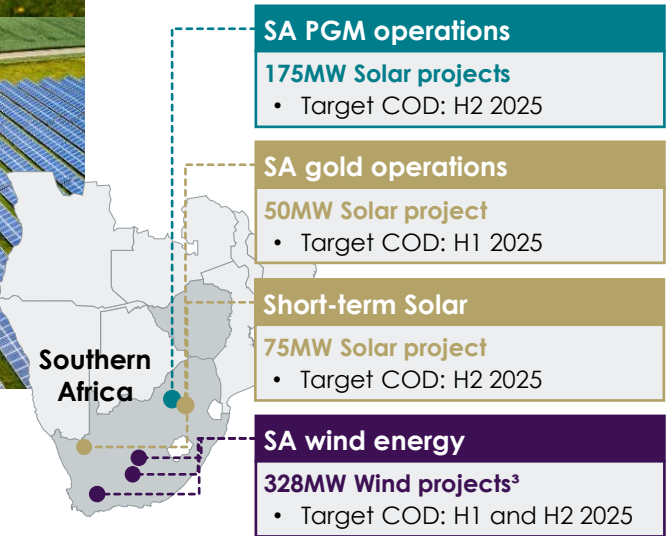 SA PGM operations
175MW Solar projects
• Target COD: H2 2025
SA gold operations
50MW Solar project
• Target COD: H1 2025
Short-term Solar
75MW Solar project
• Target COD: H2 2025
Southern
Africa
SA wind energy
328MW Wind projects³
• Target COD: H1 and H2 2025